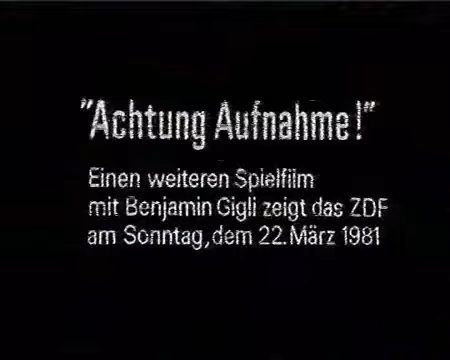 "Achtung Aufnahme!"
Einen weiteren Spielfilm
mit Benjamin Gigli zeigt das ZDF
am Sonntag, dem 22. März 1981